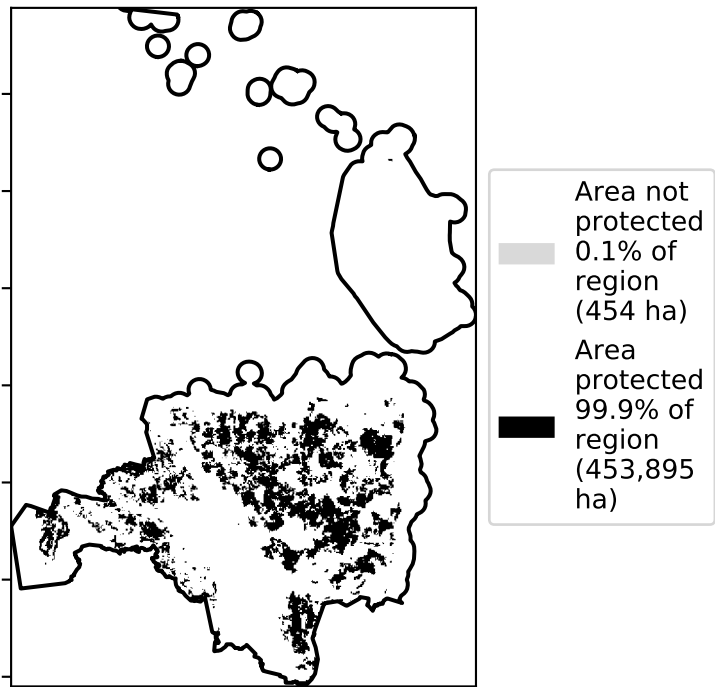 Area not
protected
0.1% of
region
(454 ha)
Area
protected
99.9% of
region
(453,895
ha)